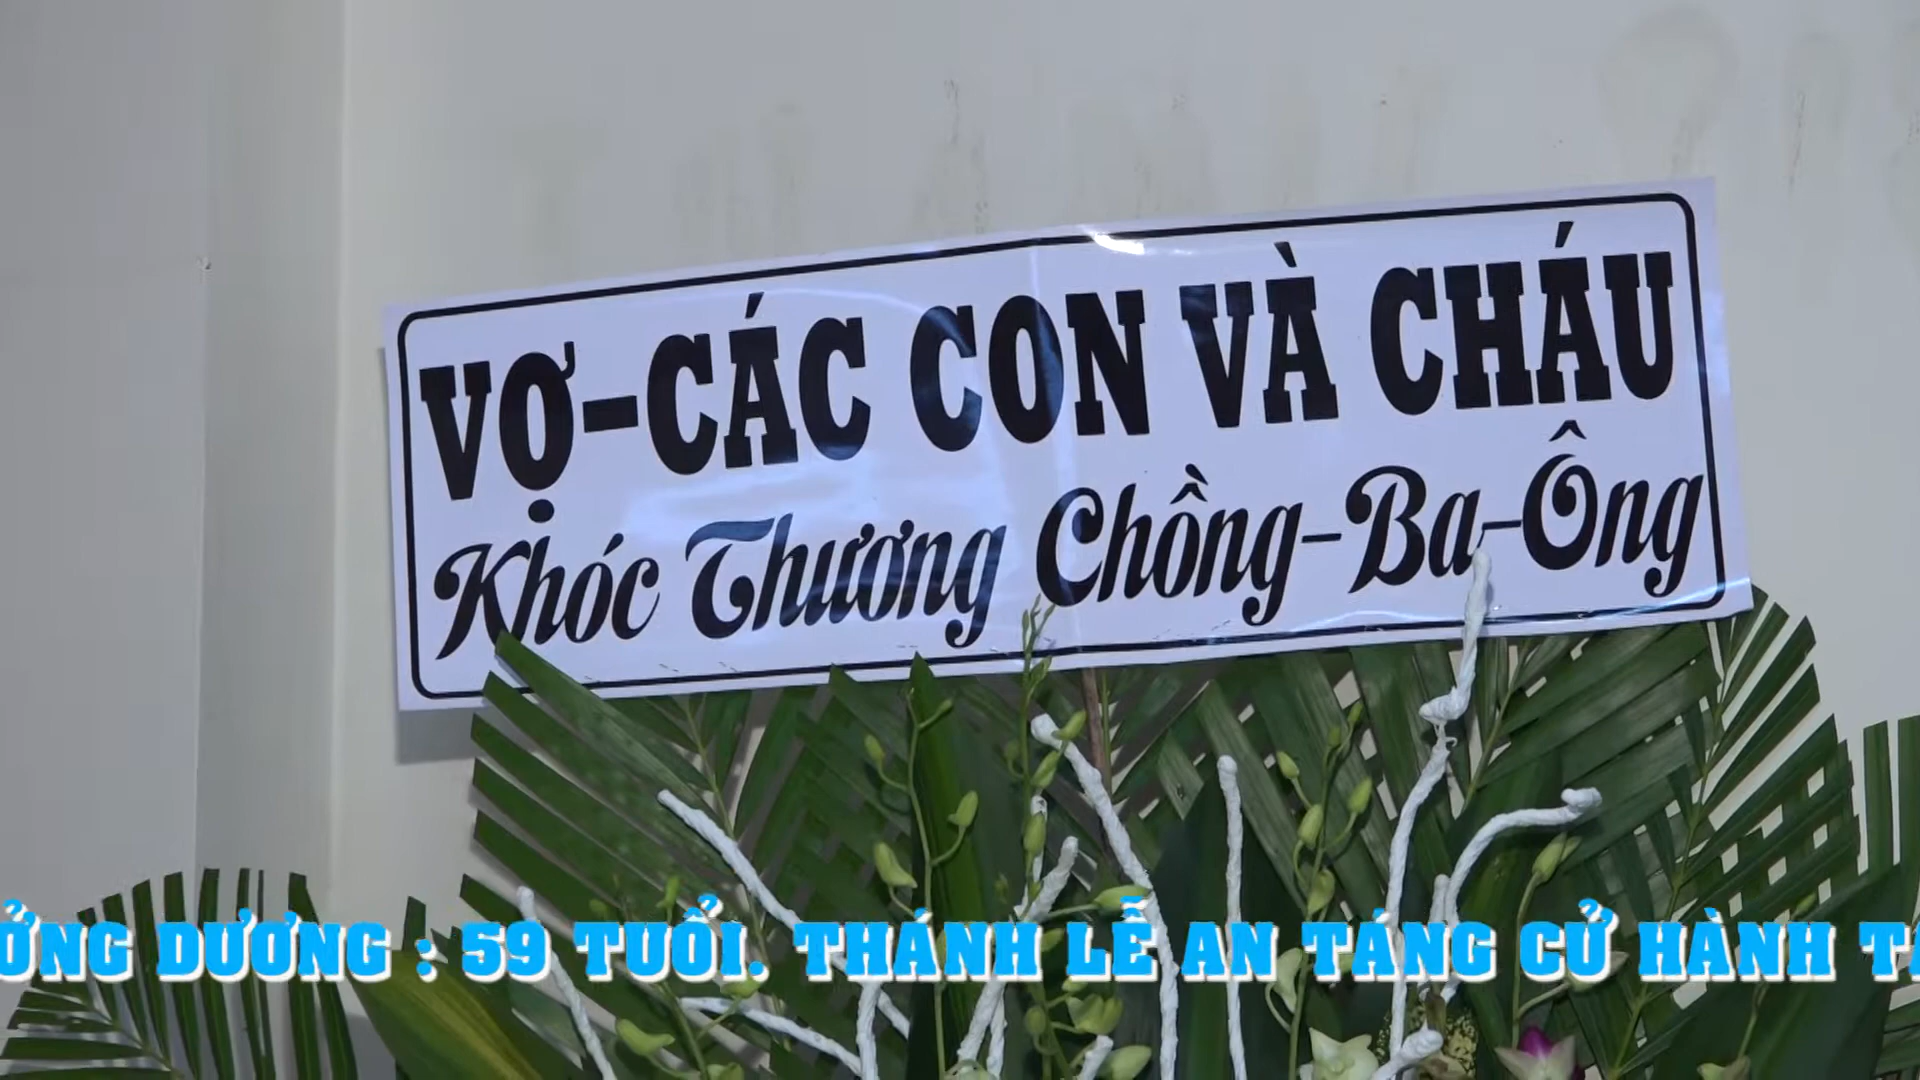 VỢ-CÁC CON VÀ CHÁU
Khóc Thương Chồng-Ba-Ông
DƯƠNG : 59 TUỔI. THÁNH LỄ AN TÁNG CỬ HÀNH